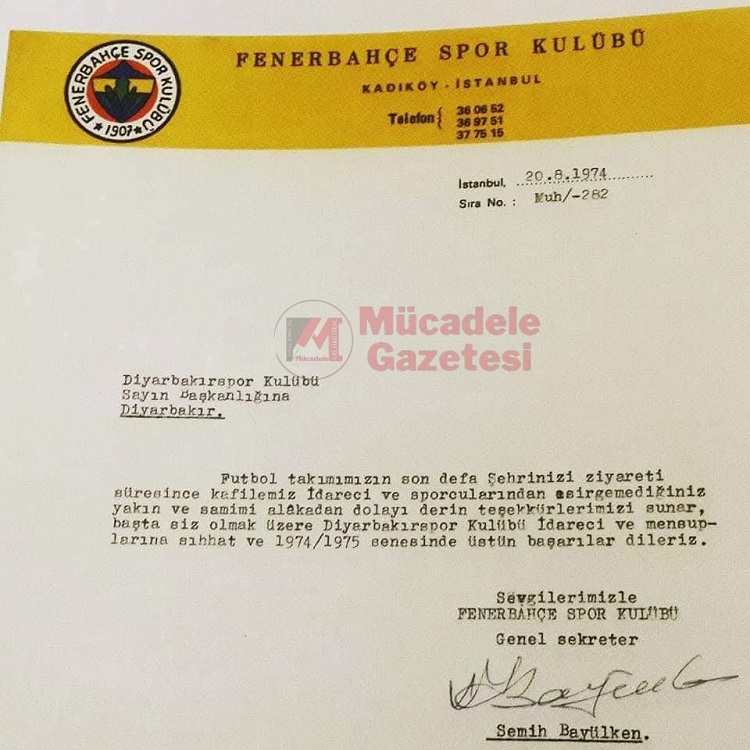 FENERBAHÇE SPOR KULÜBÜ
KADIKÖY - İSTANBUL
Telefon { 36 06 52
36 97 51
37 75 15
FENERBAHÇE SPOR KULÜBÜ
★ 1907 ★
İstanbul, 20.8.1974
Sıra No. : Muh/-282
Mücadele
Gazetesi
Mücadele
Diyarbakırspor Kulübü
Sayın Başkanlığına
Diyarbakır.
Futbol takımımızın son defa Şehrinizi ziyareti
süresince kafilemiz İdareci ve sporcularından esirgemediğiniz
yakın ve samimi alâkadan dolayı derin teşekkürlerimizi sunar,
başta siz olmak üzere Diyarbakırspor Kulübü İdareci ve mensup-
larına sıhhat ve 1974/1975 senesinde üstün başarılar dileriz.
Sevgilerimizle
FENERBAHÇE SPOR KULÜBÜ
Genel sekreter
Semih Bayülken.